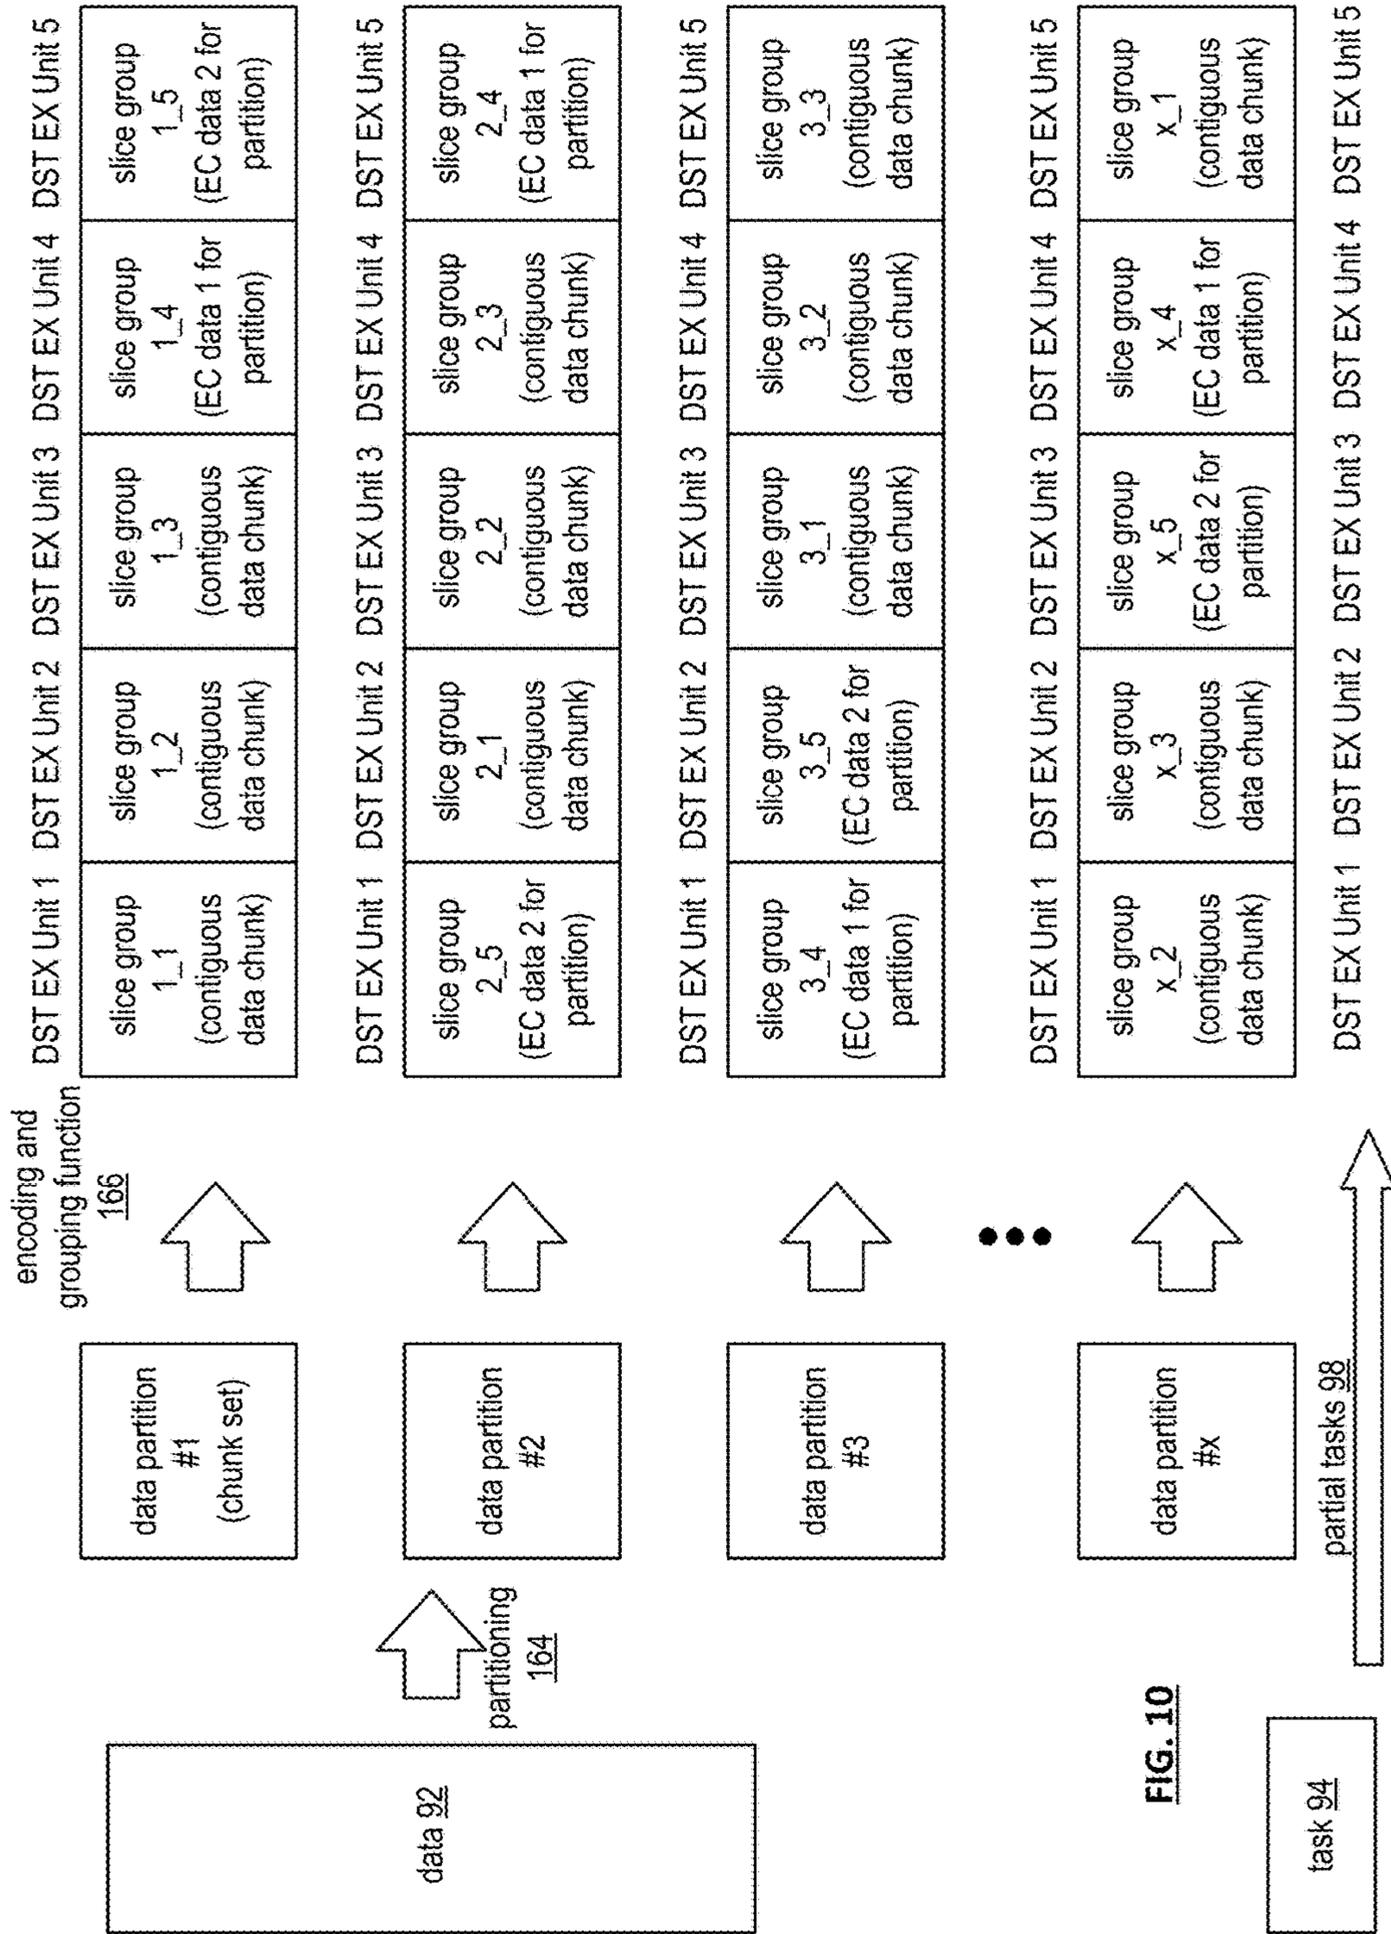 data 92
partitioning
164
data partition
#1
(chunk set)
data partition
#2
data partition
#3
data partition
#x
encoding and
grouping function
166
DST EX Unit 1
DST EX Unit 2
DST EX Unit 3
DST EX Unit 4
DST EX Unit 5
slice group
1_1
(contiguous
data chunk)
slice group
1_2
(contiguous
data chunk)
slice group
1_3
(contiguous
data chunk)
slice group
1_4
(EC data 1 for
partition)
slice group
1_5
(EC data 2 for
partition)
DST EX Unit 1
DST EX Unit 2
DST EX Unit 3
DST EX Unit 4
DST EX Unit 5
slice group
2_5
(EC data 2 for
partition)
slice group
2_1
(contiguous
data chunk)
slice group
2_2
(contiguous
data chunk)
slice group
2_3
(contiguous
data chunk)
slice group
2_4
(EC data 1 for
partition)
DST EX Unit 1
DST EX Unit 2
DST EX Unit 3
DST EX Unit 4
DST EX Unit 5
slice group
3_4
(EC data 1 for
partition)
slice group
3_5
(EC data 2 for
partition)
slice group
3_1
(contiguous
data chunk)
slice group
3_2
(contiguous
data chunk)
slice group
3_3
(contiguous
data chunk)
DST EX Unit 1
DST EX Unit 2
DST EX Unit 3
DST EX Unit 4
DST EX Unit 5
slice group
x_2
(contiguous
data chunk)
slice group
x_3
(contiguous
data chunk)
slice group
x_5
(EC data 2 for
partition)
slice group
x_4
(EC data 1 for
partition)
slice group
x_1
(contiguous
data chunk)
FIG. 10
task 94
partial tasks 98
DST EX Unit 1
DST EX Unit 2
DST EX Unit 3
DST EX Unit 4
DST EX Unit 5